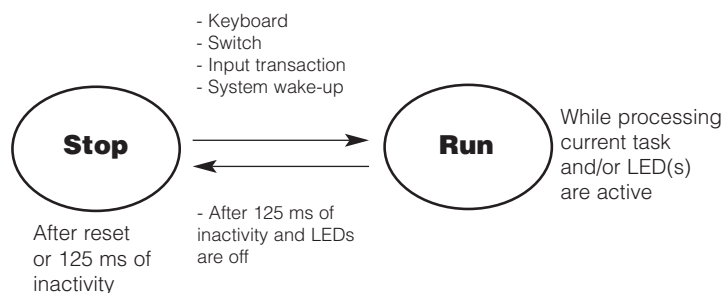 - Keyboard
- Switch
- Input transaction
- System wake-up
Stop
Run
While processing
current task
and/or LED(s)
are active
- After 125 ms of
inactivity and LEDs
are off
After reset
or 125 ms of
inactivity